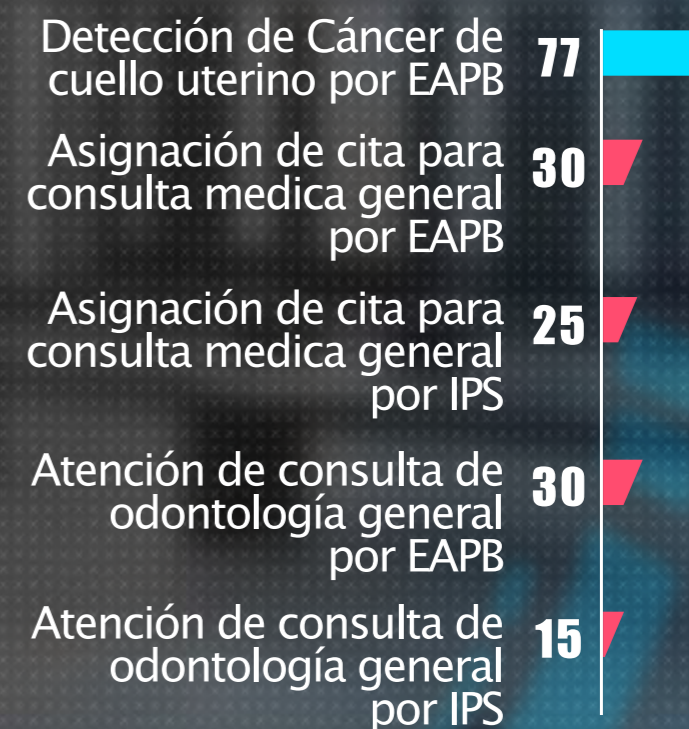 Detección de Cáncer de
cuello uterino por EAPB
77
Asignación de cita para
consulta medica general
por EAPB
30
Asignación de cita para
consulta medica general
por IPS
25
Atención de consulta de
odontología general
por EAPB
30
Atención de consulta de
odontología general
por IPS
15